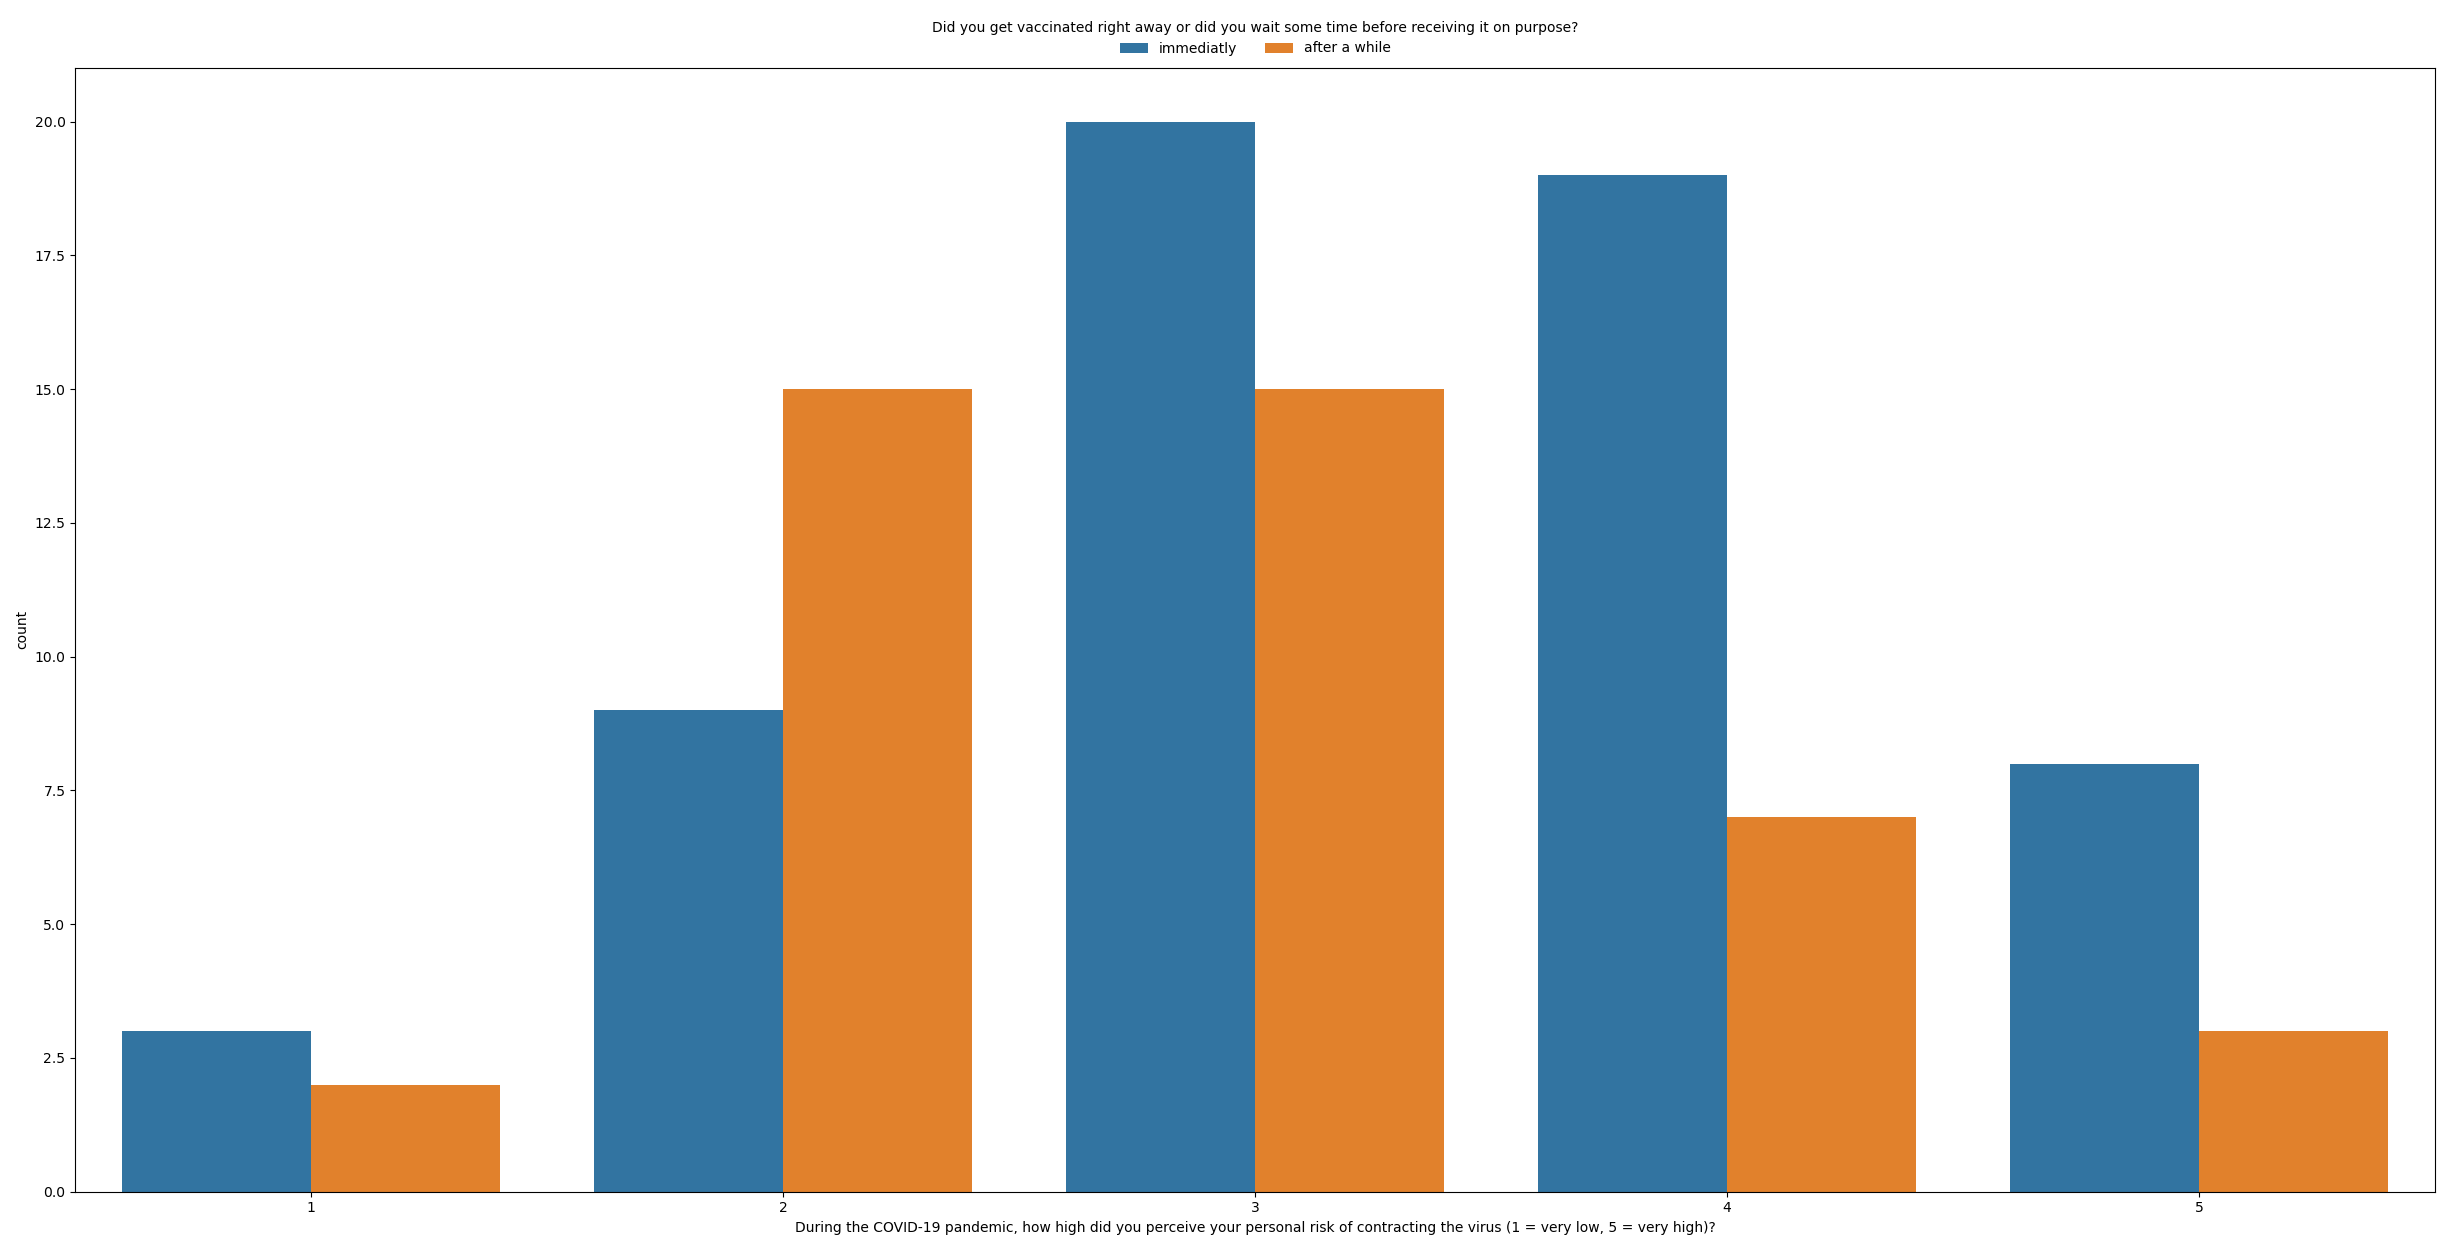 Did you get vaccinated right away or did you wait some time before receiving it on purpose?
immediatly after a while
20.0
17.5
15.0
12.5
10.0
7.5
5.0
2.5
0.0
count
1 2 3 4 5
During the COVID-19 pandemic, how high did you perceive your personal risk of contracting the virus (1 = very low, 5 = very high)?